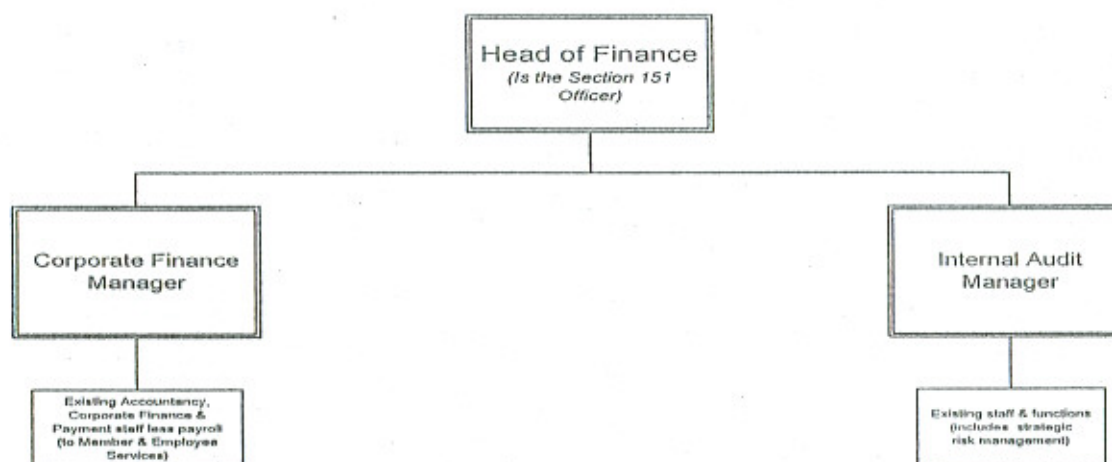 Head of Finance
(Is the Section 151
Officer)
Corporate Finance
Manager
Internal Audit
Manager
Existing Accountancy,
Corporate Finance &
Payment staff less payroll
(to Member & Employee
Services)
Existing staff & functions
(includes strategic
risk management)